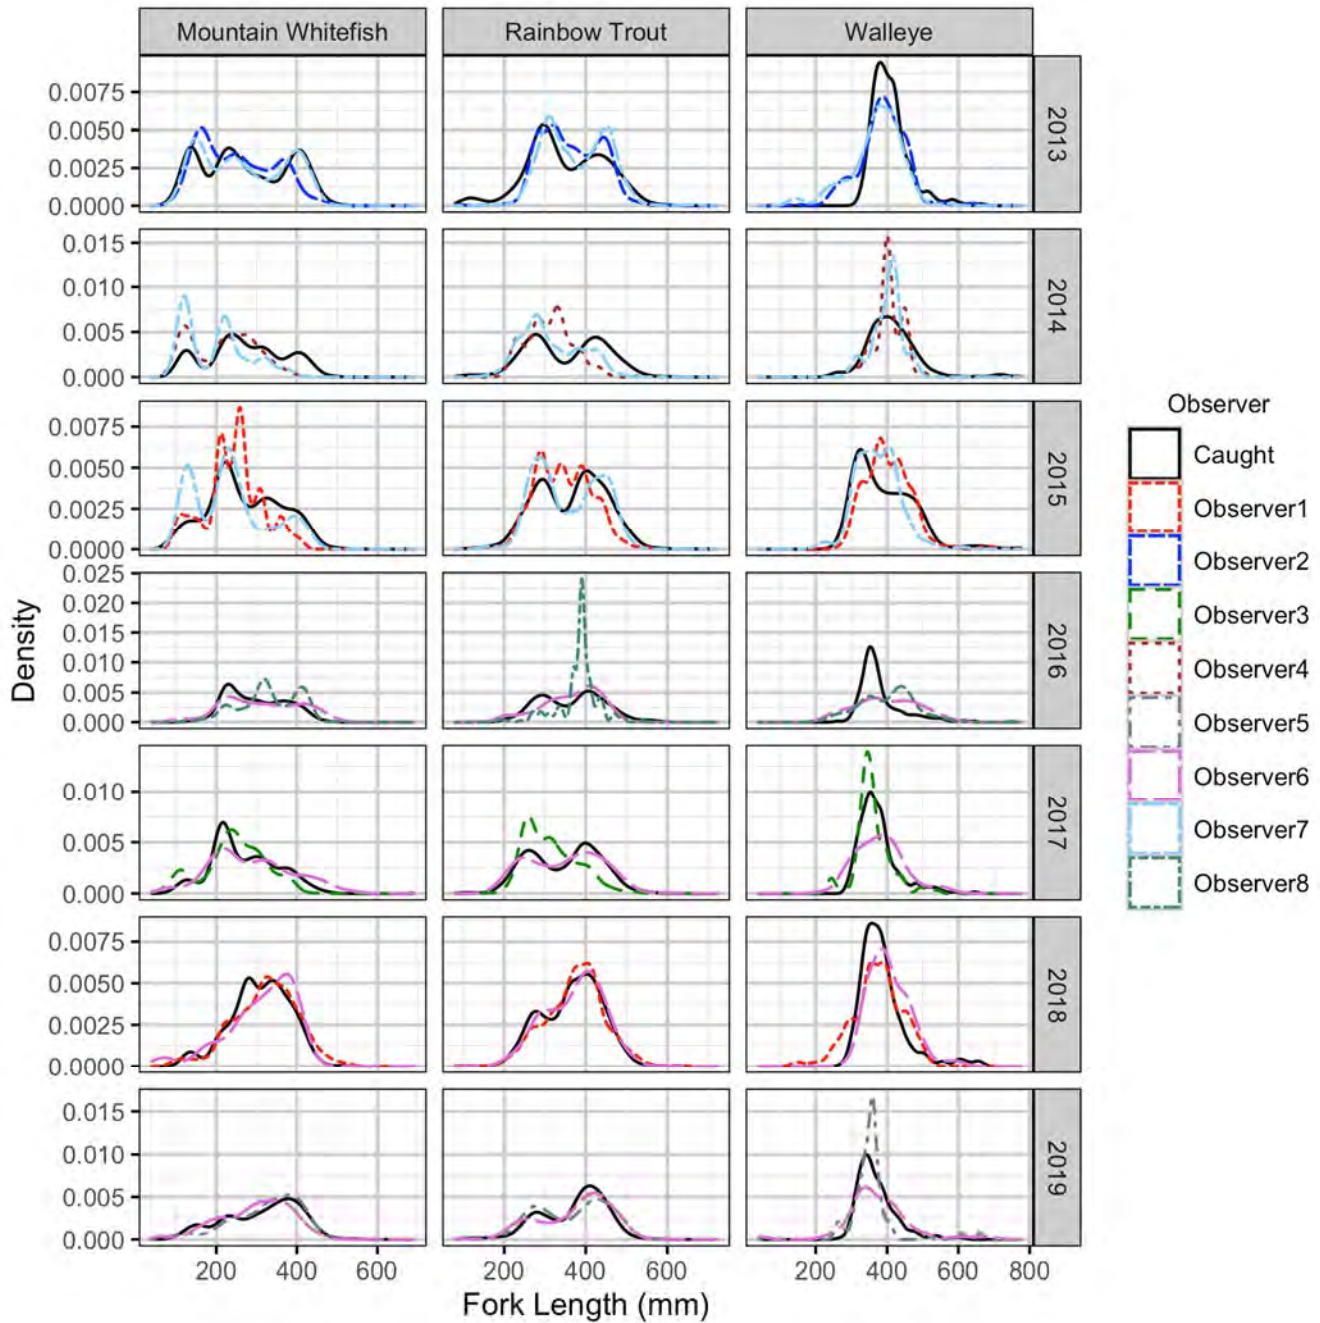 Mountain Whitefish Rainbow Trout Walleye
0.0075
0.0050
0.0025
0.0000
2013
0.015
0.010
0.005
0.000
2014
0.0075
0.0050
0.0025
0.0000
2015
0.025
0.020
0.015
0.010
0.005
0.000
2016
0.010
0.005
0.000
2017
0.0075
0.0050
0.0025
0.0000
2018
0.015
0.010
0.005
0.000
2019
Density
200 400 600 200 400 600 200 400 600 800
Fork Length (mm)
Observer
Caught
Observer1
Observer2
Observer3
Observer4
Observer5
Observer6
Observer7
Observer8